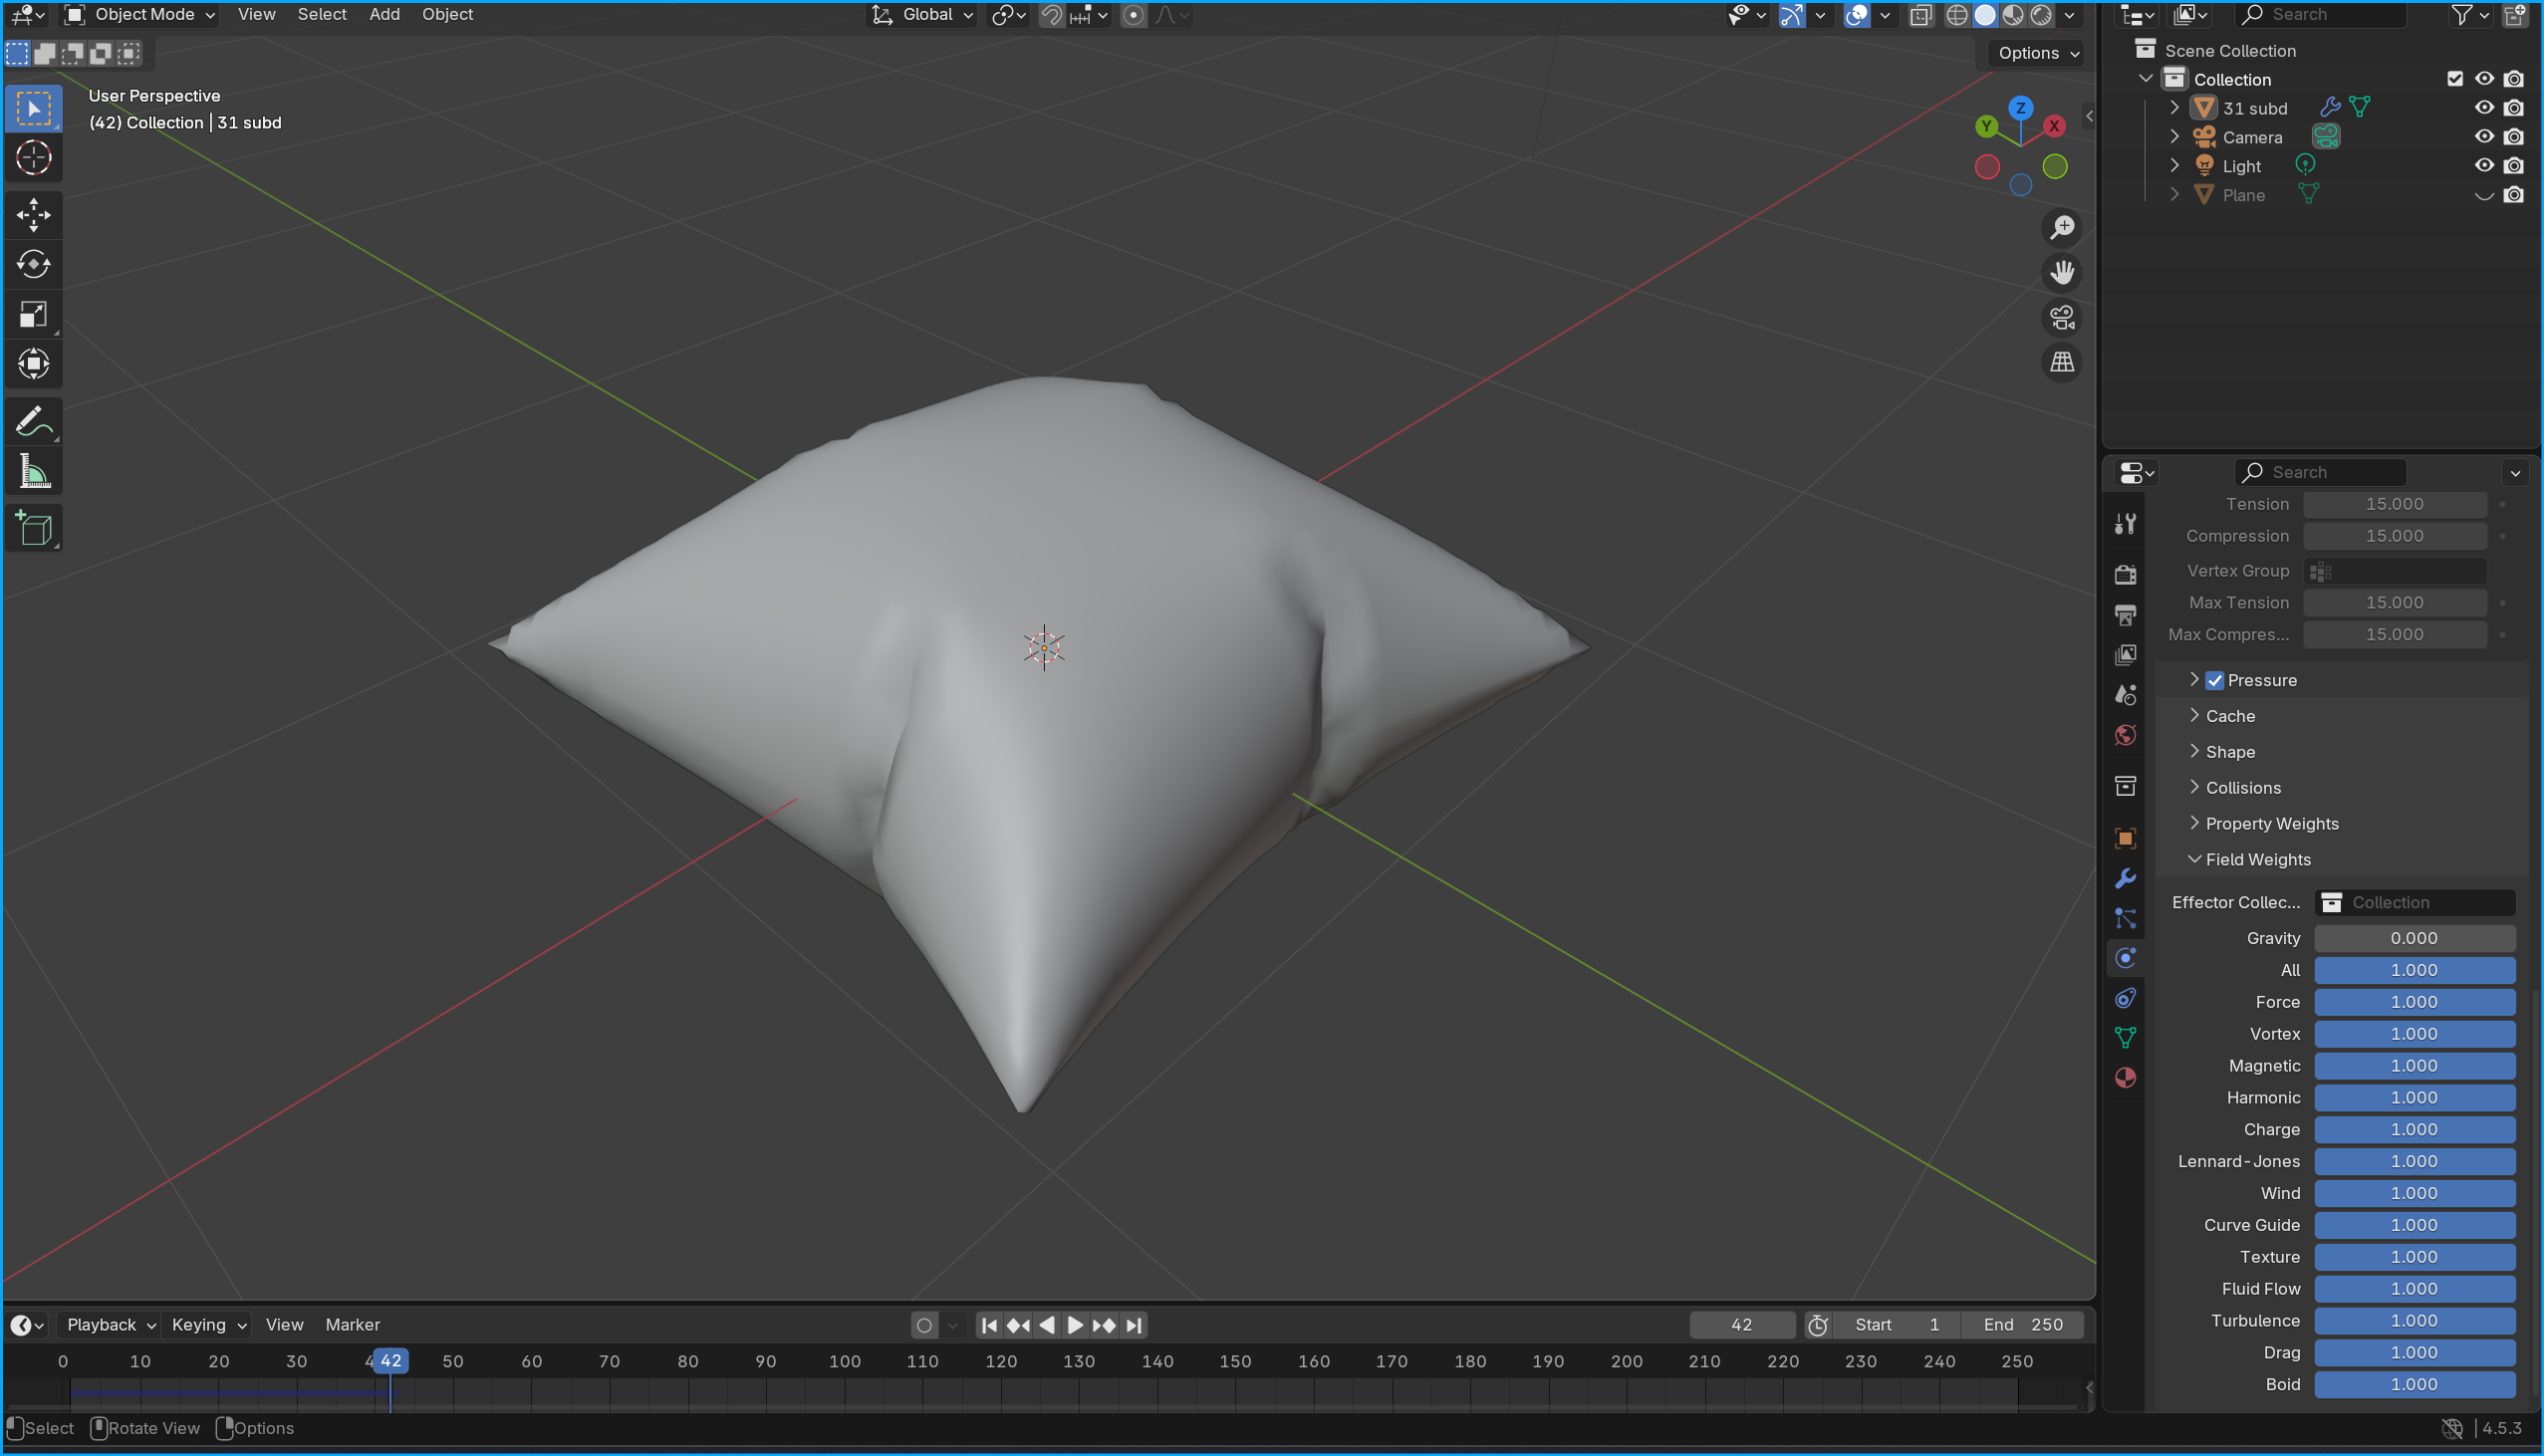 Object Mode View Select Add Object Global
Search
Options
User Perspective
(42) Collection | 31 subd
Z
Y
X
Scene Collection
Collection
31 subd
Camera
Light
Plane
Search
Tension 15.000
Compression 15.000
Vertex Group
Max Tension 15.000
Max Compres... 15.000
Pressure
Cache
Shape
Collisions
Property Weights
Field Weights
Effector Collec... Collection
Gravity 0.000
All 1.000
Force 1.000
Vortex 1.000
Magnetic 1.000
Harmonic 1.000
Charge 1.000
Lennard-Jones 1.000
Wind 1.000
Curve Guide 1.000
Texture 1.000
Fluid Flow 1.000
Turbulence 1.000
Drag 1.000
Boid 1.000
Playback Keying View Marker 42 Start 1 End 250
0 10 20 30 42 50 60 70 80 90 100 110 120 130 140 150 160 170 180 190 200 210 220 230 240 250
Select Rotate View Options 4.5.3